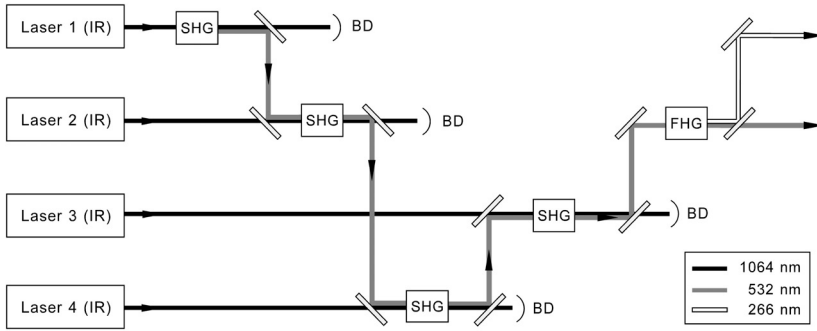 Laser 1 (IR)
SHG
BD
Laser 2 (IR)
SHG
BD
FHG
Laser 3 (IR)
SHG
BD
Laser 4 (IR)
SHG
BD
1064 nm
532 nm
266 nm